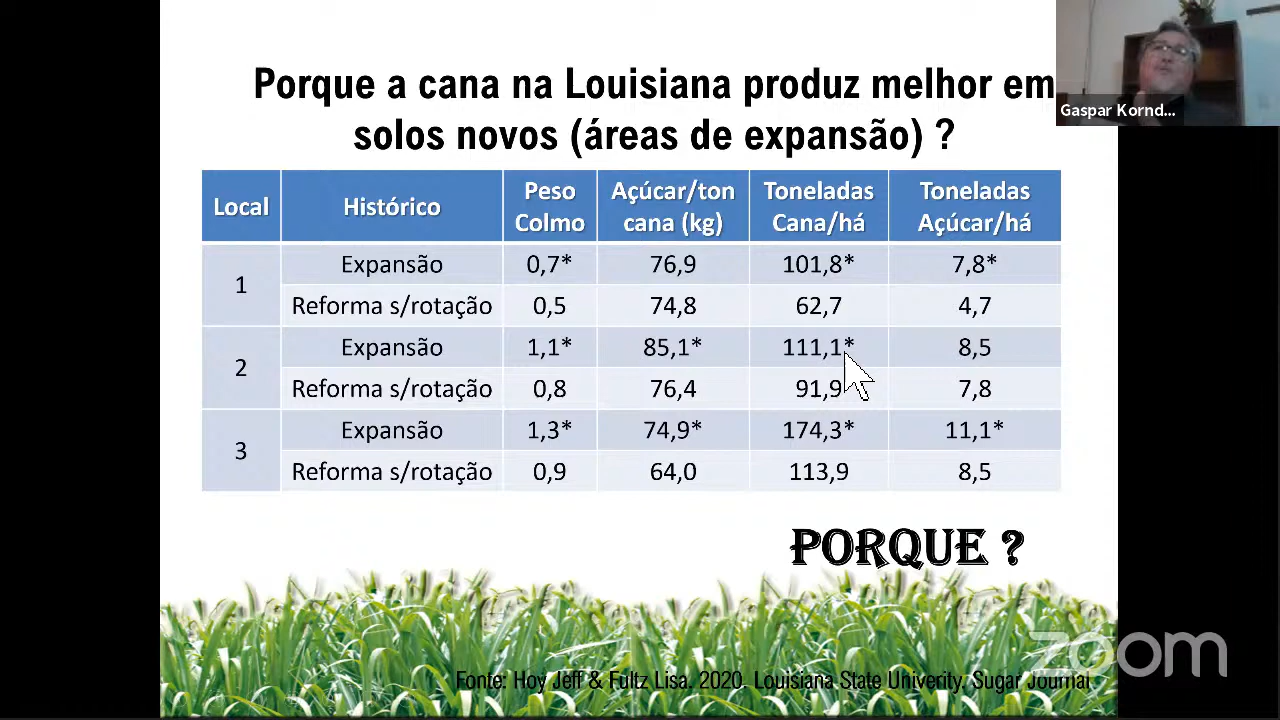 Porque a cana na Louisiana produz melhor em
solos novos (áreas de expansão) ?
Gaspar Kornd...
Local Histórico Peso Colmo Açúcar/ton cana (kg) Toneladas Cana/há Toneladas Açúcar/há
1 Expansão 0,7* 76,9 101,8* 7,8*
Reforma s/rotação 0,5 74,8 62,7 4,7
2 Expansão 1,1* 85,1* 111,1* 8,5
Reforma s/rotação 0,8 76,4 91,9 7,8
3 Expansão 1,3* 74,9* 174,3* 11,1*
Reforma s/rotação 0,9 64,0 113,9 8,5
PORQUE ?
zoom
Fonte: Hoy Jeff & Fultz Lisa. 2020. Louisiana State Univerity. Sugar Journal